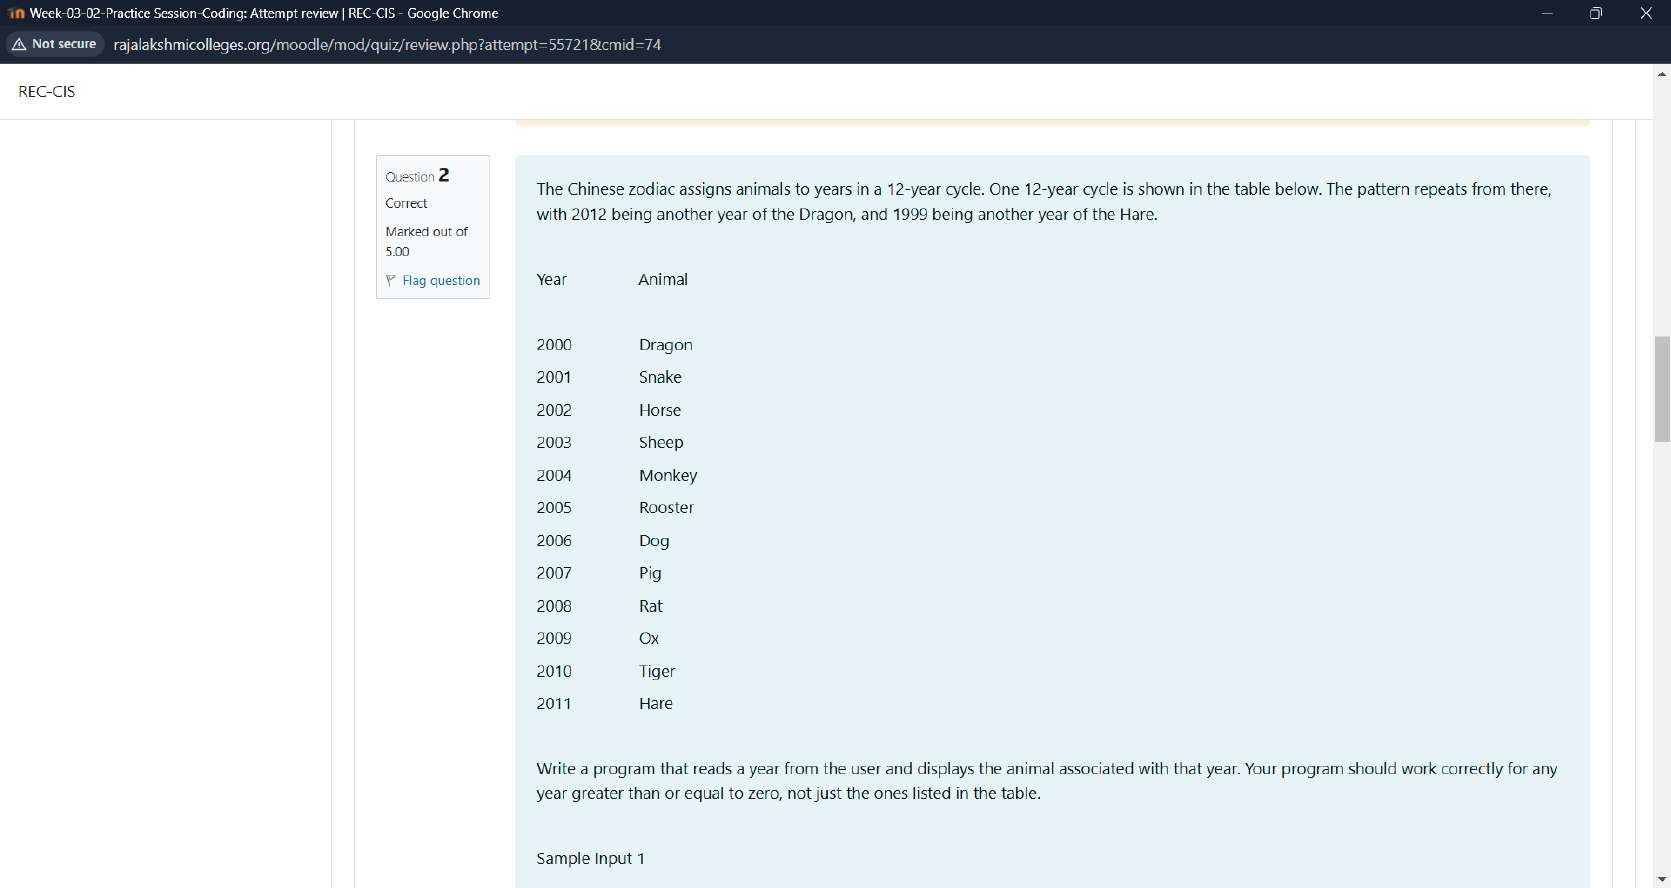 Week-03-02-Practice Session-Coding: Attempt review | REC-CIS - Google Chrome
Not secure rajalakshmicolleges.org/moodle/mod/quiz/review.php?attempt=55721&cmid=74
REC-CIS
Question 2
Correct
Marked out of
5.00
Flag question
The Chinese zodiac assigns animals to years in a 12-year cycle. One 12-year cycle is shown in the table below. The pattern repeats from there,
with 2012 being another year of the Dragon, and 1999 being another year of the Hare.
Year Animal
2000 Dragon
2001 Snake
2002 Horse
2003 Sheep
2004 Monkey
2005 Rooster
2006 Dog
2007 Pig
2008 Rat
2009 Ox
2010 Tiger
2011 Hare
Write a program that reads a year from the user and displays the animal associated with that year. Your program should work correctly for any
year greater than or equal to zero, not just the ones listed in the table.
Sample Input 1